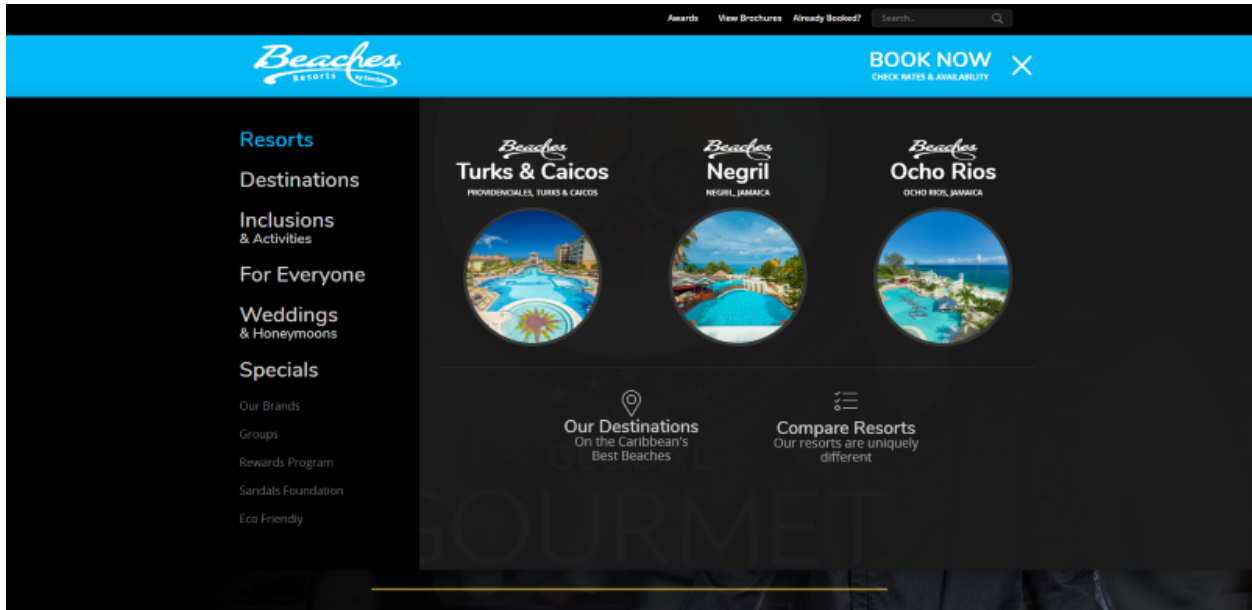 Awards View Brochures Already Booked? Search..
Beaches
Resorts by Sandals
BOOK NOW
CHECK RATES & AVAILABILITY
Resorts
Destinations
Inclusions
& Activities
For Everyone
Weddings
& Honeymoons
Specials
Our Brands
Groups
Rewards Program
Sandals Foundation
Eco Friendly
Beaches
Turks & Caicos
PROVIDENCIALES, TURKS & CAICOS
Beaches
Negril
NEGRIL, JAMAICA
Beaches
Ocho Rios
OCHO RIOS, JAMAICA
Our Destinations
On the Caribbean's
Best Beaches
Compare Resorts
Our resorts are uniquely
different
GLOBAL
GOURMET